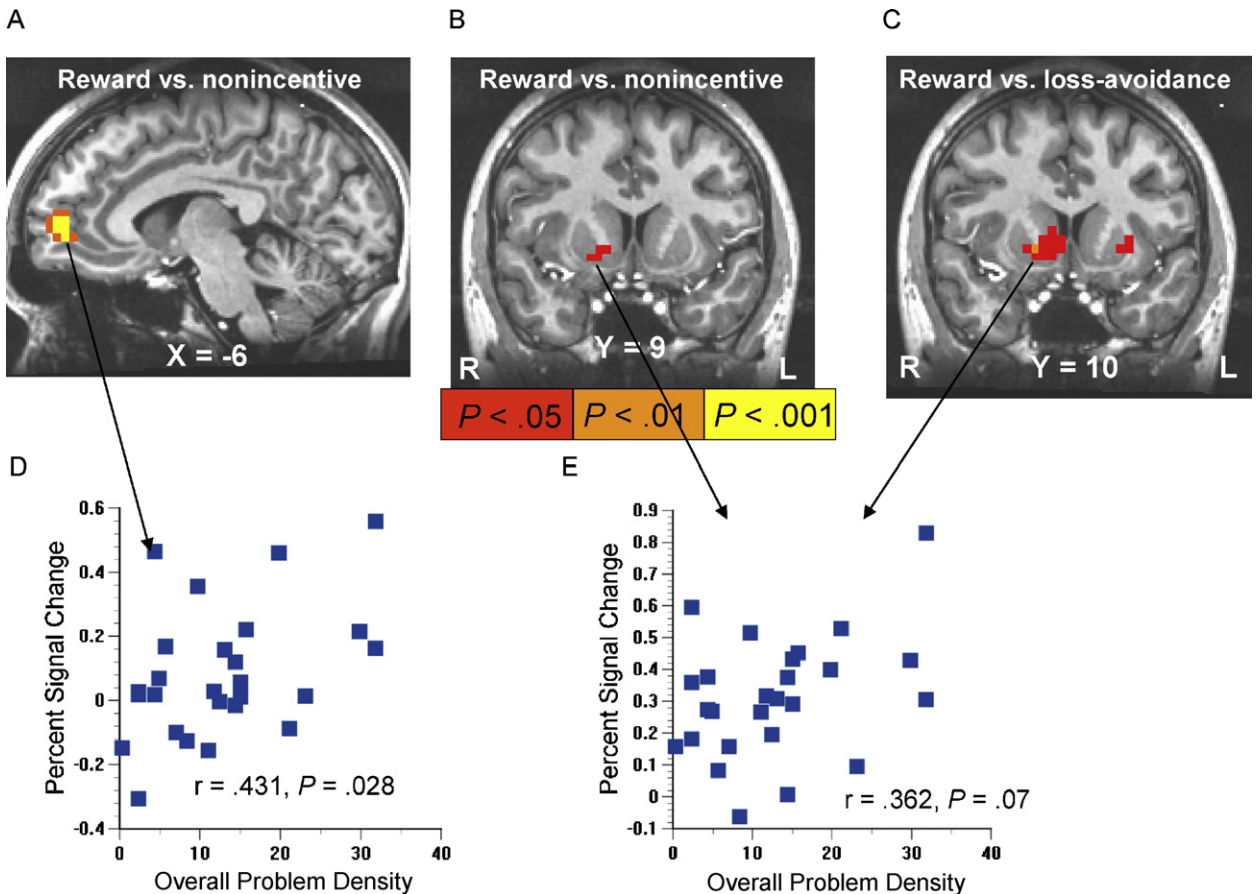 A
B
C
Reward vs. nonincentive
Reward vs. nonincentive
Reward vs. loss-avoidance
X = -6
R
Y = 9
L
R
Y = 10
L
P < .05
P < .01
P < .001
D
Percent Signal Change
0.6
0.4
0.2
0
-0.2
-0.4
r = .431, P = .028
0
10
20
30
40
Overall Problem Density
E
Percent Signal Change
0.9
0.8
0.7
0.6
0.5
0.4
0.3
0.2
0.1
0
-0.1
r = .362, P = .07
0
10
20
30
40
Overall Problem Density